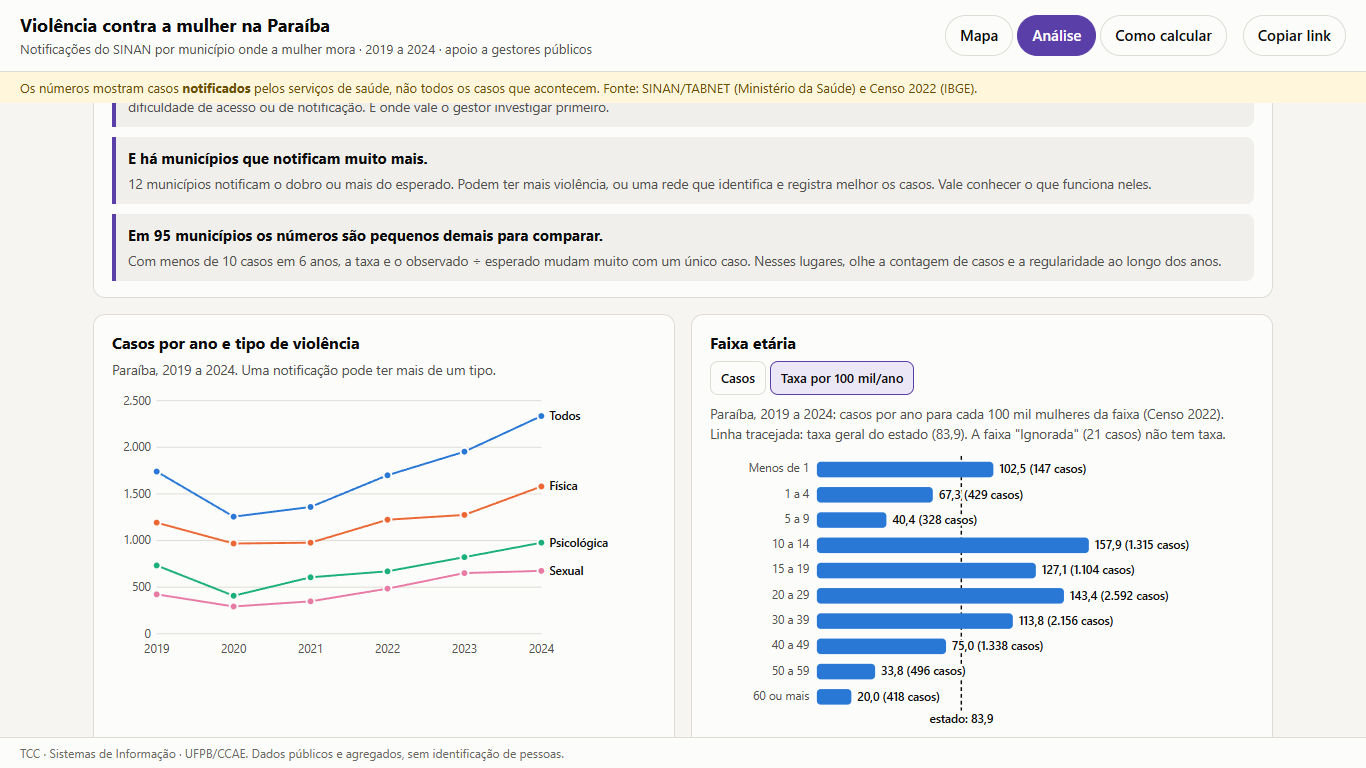 Violência contra a mulher na Paraíba
Notificações do SINAN por município onde a mulher mora · 2019 a 2024 · apoio a gestores públicos
Mapa
Análise
Como calcular
Copiar link
Os números mostram casos notificados pelos serviços de saúde, não todos os casos que acontecem. Fonte: SINAN/TABNET (Ministério da Saúde) e Censo 2022 (IBGE).
dificuldade de acesso ou de notificação. É onde vale o gestor investigar primeiro.
E há municípios que notificam muito mais.
12 municípios notificam o dobro ou mais do esperado. Podem ter mais violência, ou uma rede que identifica e registra melhor os casos. Vale conhecer o que funciona neles.
Em 95 municípios os números são pequenos demais para comparar.
Com menos de 10 casos em 6 anos, a taxa e o observado ÷ esperado mudam muito com um único caso. Nesses lugares, olhe a contagem de casos e a regularidade ao longo dos anos.
Casos por ano e tipo de violência
Paraíba, 2019 a 2024. Uma notificação pode ter mais de um tipo.
2.500
2.000
1.500
1.000
500
0
2019
2020
2021
2022
2023
2024
Todos
Física
Psicológica
Sexual
Faixa etária
Casos
Taxa por 100 mil/ano
Paraíba, 2019 a 2024: casos por ano para cada 100 mil mulheres da faixa (Censo 2022).
Linha tracejada: taxa geral do estado (83,9). A faixa "Ignorada" (21 casos) não tem taxa.
Menos de 1 102,5 (147 casos)
1 a 4 67,3 (429 casos)
5 a 9 40,4 (328 casos)
10 a 14 157,9 (1.315 casos)
15 a 19 127,1 (1.104 casos)
20 a 29 143,4 (2.592 casos)
30 a 39 113,8 (2.156 casos)
40 a 49 75,0 (1.338 casos)
50 a 59 33,8 (496 casos)
60 ou mais 20,0 (418 casos)
estado: 83,9
TCC · Sistemas de Informação · UFPB/CCAE. Dados públicos e agregados, sem identificação de pessoas.